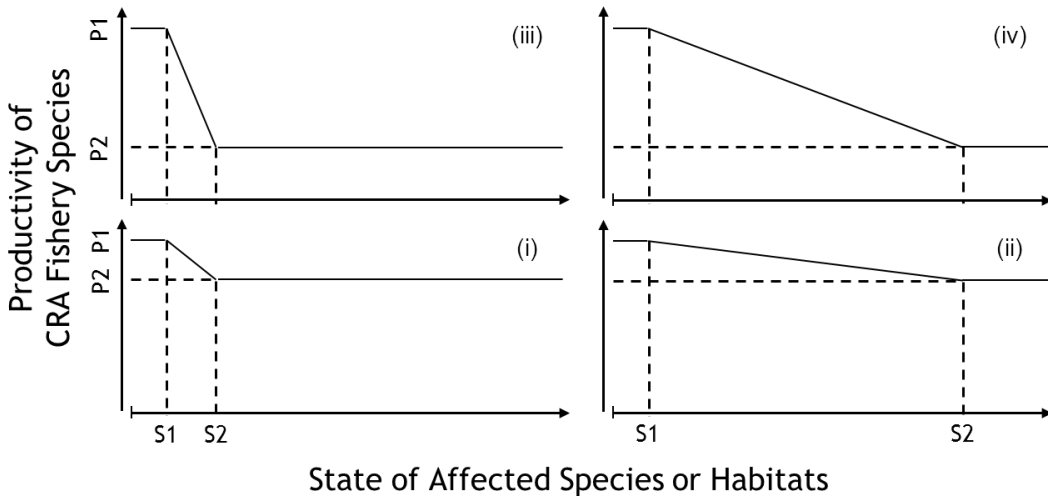 Productivity of
CRA Fishery Species
P1
P2
(iii)
(iv)
P1
P2
(i)
(ii)
S1
S2
S1
S2
State of Affected Species or Habitats